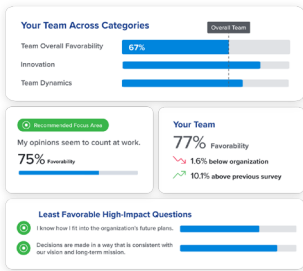 Your Team Across Categories
Overall Team
Team Overall Favorability
67%
Innovation
Team Dynamics
Recommended Focus Area
My opinions seem to count at work.
75% Favorability
Your Team
77% Favorability
1.6% below organization
10.1% above previous survey
Least Favorable High-Impact Questions
I know how I fit into the organization's future plans.
Decisions are made in a way that is consistent with
our vision and long-term mission.